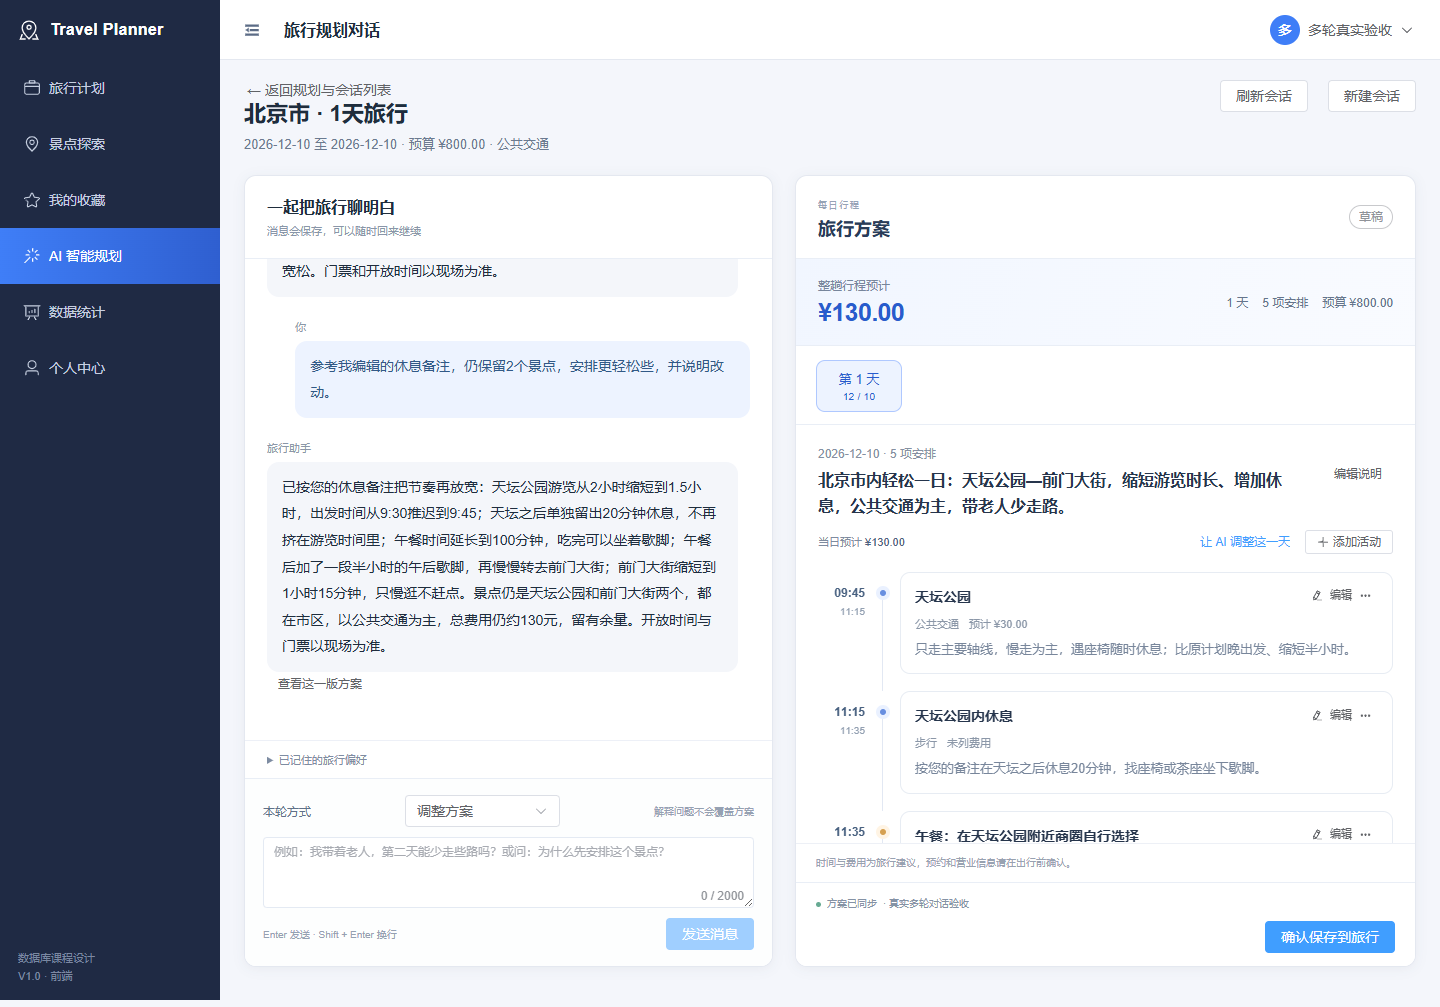 Travel Planner
旅行计划
景点探索
我的收藏
AI 智能规划
数据统计
个人中心
数据库课程设计
V1.0 · 前端
旅行规划对话
多
多轮真实验收
← 返回规划与会话列表
北京市 · 1天旅行
2026-12-10 至 2026-12-10 · 预算 ¥800.00 · 公共交通
刷新会话
新建会话
一起把旅行聊明白
消息会保存，可以随时回来继续
宽松。门票和开放时间以现场为准。
你
参考我编辑的休息备注，仍保留2个景点，安排更轻松些，并说明改
动。
旅行助手
已按您的休息备注把节奏再放宽：天坛公园游览从2小时缩短到1.5小
时，出发时间从9:30推迟到9:45；天坛之后单独留出20分钟休息，不再
挤在游览时间里；午餐时间延长到100分钟，吃完可以坐着歇脚；午餐
后加了一段半小时的午后歇脚，再慢慢转去前门大街；前门大街缩短到
1小时15分钟，只慢逛不赶点。景点仍是天坛公园和前门大街两个，都
在市区，以公共交通为主，总费用仍约130元，留有余量。开放时间与
门票以现场为准。
查看这一版方案
已记住的旅行偏好
本轮方式
调整方案
解释问题不会覆盖方案
例如：我带着老人，第二天能少走些路吗？或问：为什么先安排这个景点？
0 / 2000
Enter 发送 · Shift + Enter 换行
发送消息
每日行程
旅行方案
草稿
整趟行程预计
¥130.00
1 天 5 项安排 预算 ¥800.00
第 1 天
12 / 10
2026-12-10 · 5 项安排
北京市内轻松一日：天坛公园—前门大街，缩短游览时长、增加休
息，公共交通为主，带老人少走路。
编辑说明
当日预计 ¥130.00
让 AI 调整这一天
添加活动
09:45
11:15
天坛公园
编辑
公共交通 预计 ¥30.00
只走主要轴线，慢走为主，遇座椅随时休息；比原计划晚出发、缩短半小时。
11:15
11:35
天坛公园内休息
编辑
步行 未列费用
按您的备注在天坛之后休息20分钟，找座椅或茶座坐下歇脚。
11:35
午餐：在天坛公园附近商圈自行选择
编辑
时间与费用为旅行建议，预约和营业信息请在出行前确认。
方案已同步 · 真实多轮对话验收
确认保存到旅行